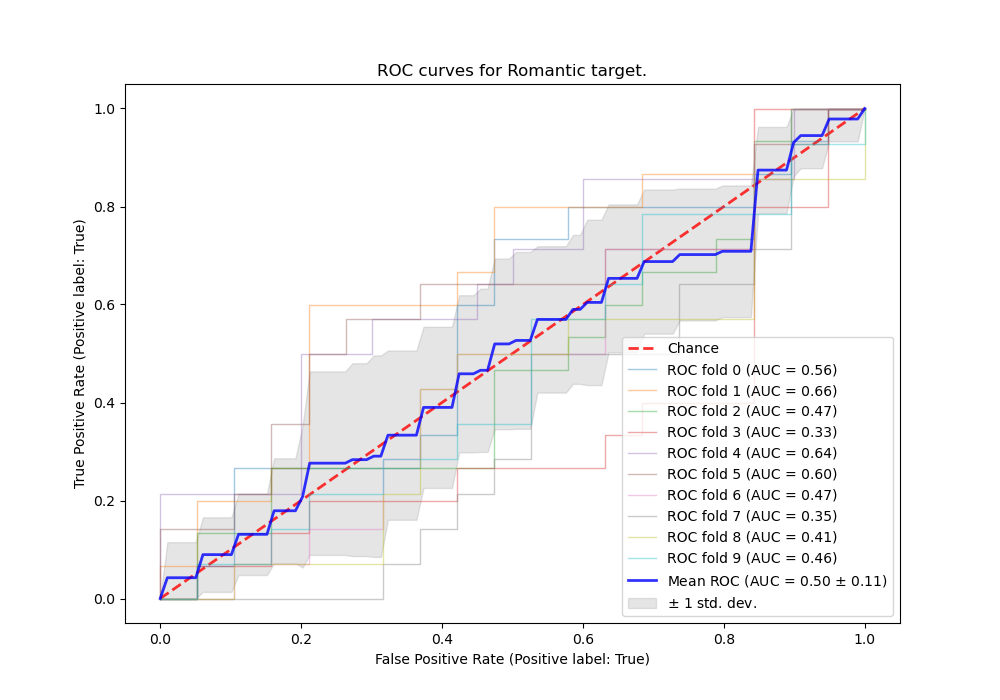 ROC curves for Romantic target.
1.0
0.8
0.6
0.4
0.2
0.0
True Positive Rate (Positive label: True)
Chance
ROC fold 0 (AUC = 0.56)
ROC fold 1 (AUC = 0.66)
ROC fold 2 (AUC = 0.47)
ROC fold 3 (AUC = 0.33)
ROC fold 4 (AUC = 0.64)
ROC fold 5 (AUC = 0.60)
ROC fold 6 (AUC = 0.47)
ROC fold 7 (AUC = 0.35)
ROC fold 8 (AUC = 0.41)
ROC fold 9 (AUC = 0.46)
Mean ROC (AUC = 0.50 ± 0.11)
± 1 std. dev.
0.0 0.2 0.4 0.6 0.8 1.0
False Positive Rate (Positive label: True)